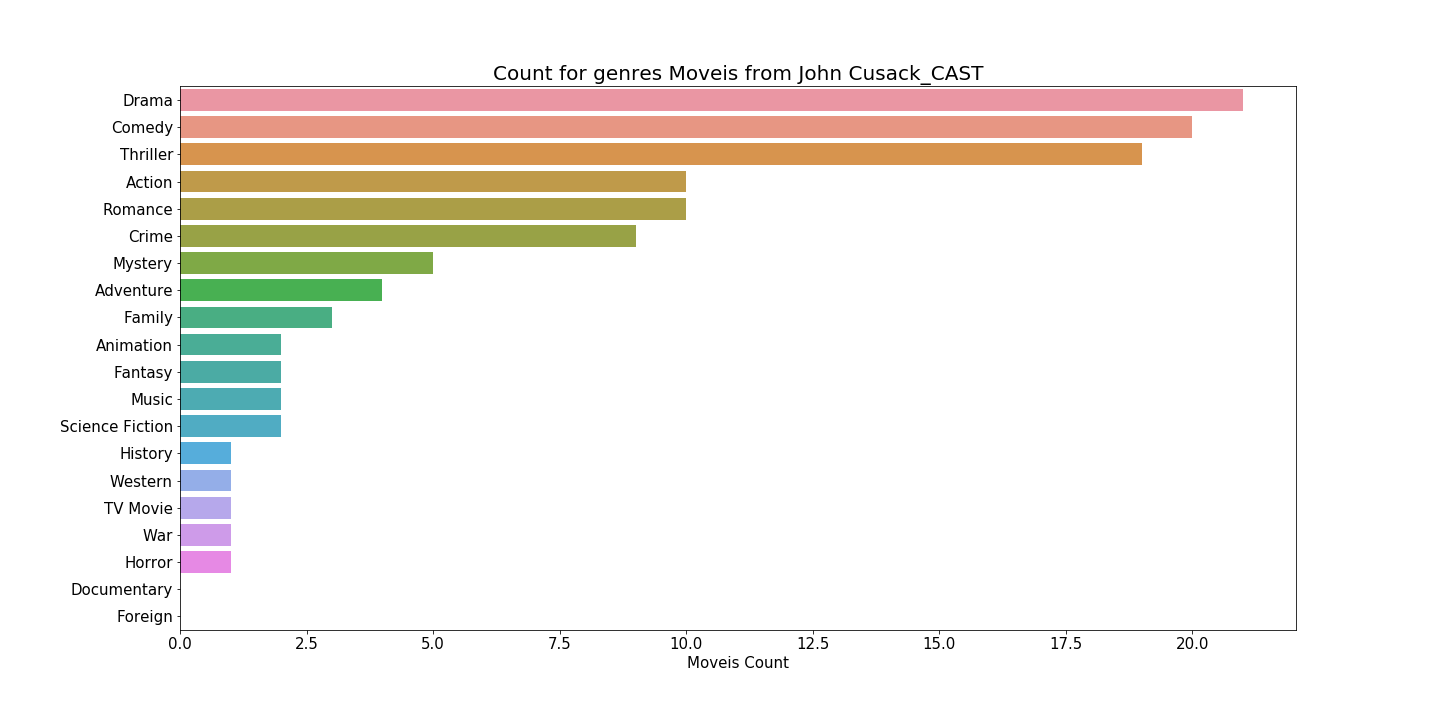 Count for genres Moveis from John Cusack_CAST
Drama
Comedy
Thriller
Action
Romance
Crime
Mystery
Adventure
Family
Animation
Fantasy
Music
Science Fiction
History
Western
TV Movie
War
Horror
Documentary
Foreign
0.0 2.5 5.0 7.5 10.0 12.5 15.0 17.5 20.0
Moveis Count